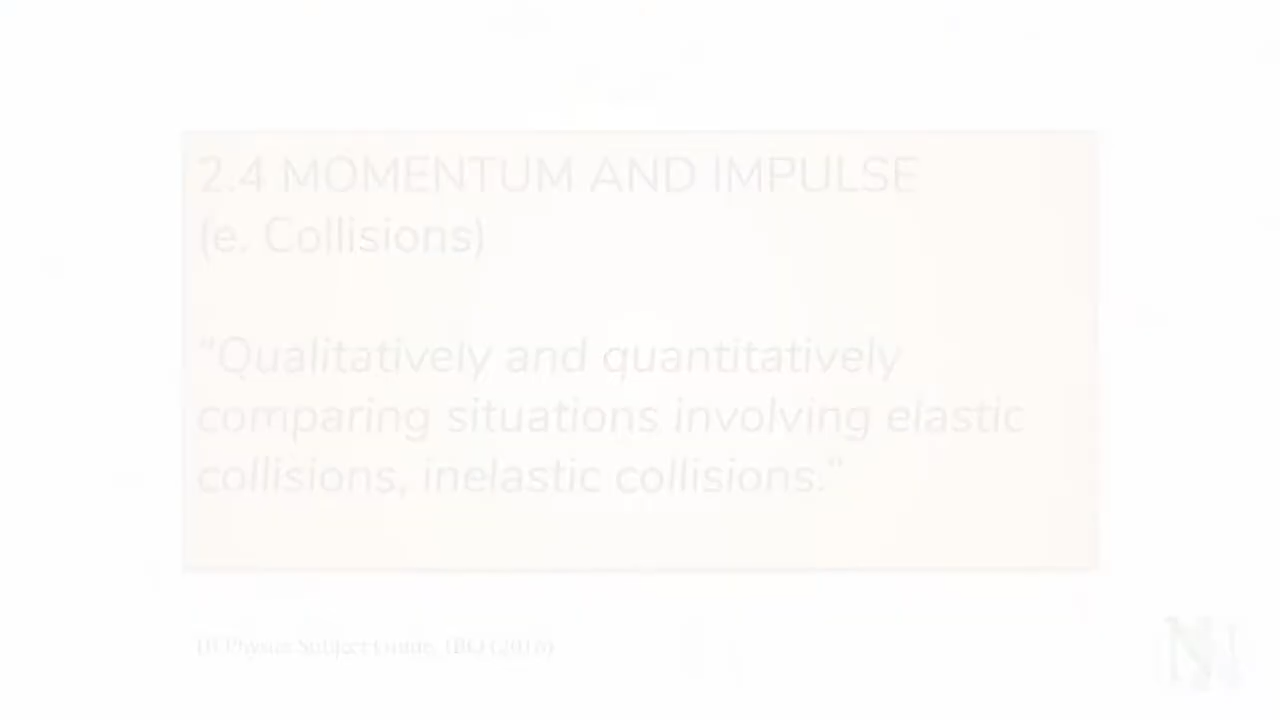 2.4 MOMENTUM AND IMPULSE
(e. Collisions)
"Qualitatively and quantitatively
comparing situations involving elastic
collisions, inelastic collisions."
IB Physics Subject Guide, IBO (2016)